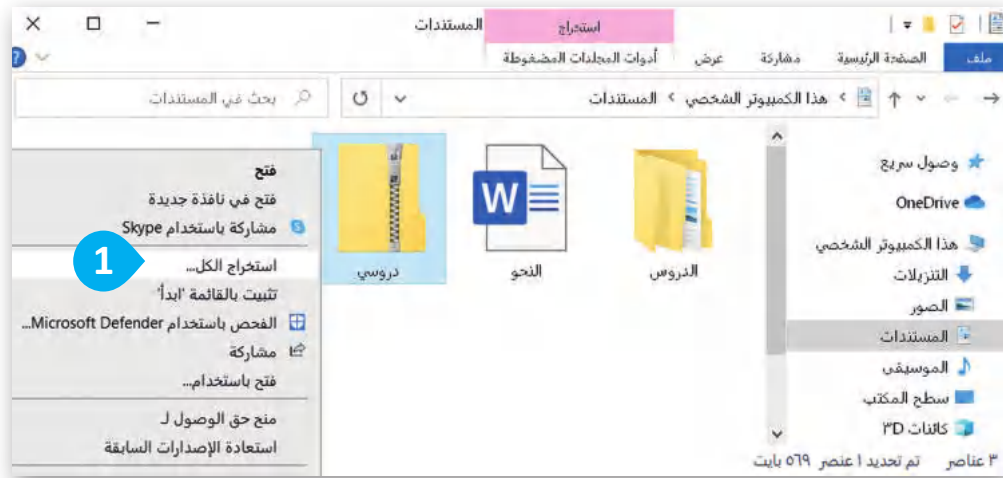 استخراج
المستندات
ملف
الصفحة الرئيسية
مشاركة
عرض
أدوات المجلدات المضغوطة
هذا الكمبيوتر الشخصي > المستندات
بحث في المستندات
وصول سريع
OneDrive
هذا الكمبيوتر الشخصي
التنزيلات
الصور
المستندات
الموسيقى
سطح المكتب
كائنات ٣D
الدروس
النحو
W
دروسي
فتح
فتح في نافذة جديدة
مشاركة باستخدام Skype
1
استخراج الكل...
تثبيت بالقائمة 'ابدأ'
الفحص باستخدام Microsoft Defender...
مشاركة
فتح باستخدام...
منح حق الوصول لـ
استعادة الإصدارات السابقة
٣ عناصر
تم تحديد ١ عنصر ٥٦٩ بايت